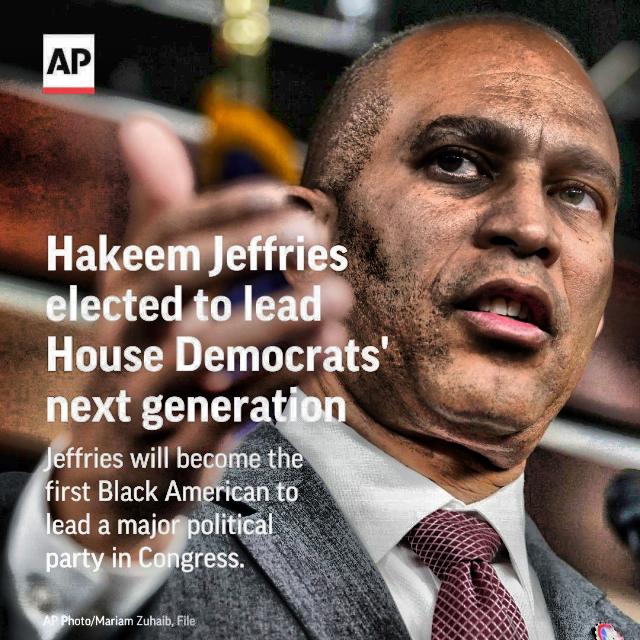 AP
Hakeem Jeffries
elected to lead
House Democrats'
next generation
Jeffries will become the
first Black American to
lead a major political
party in Congress.
AP Photo/Mariam Zuhaib, File